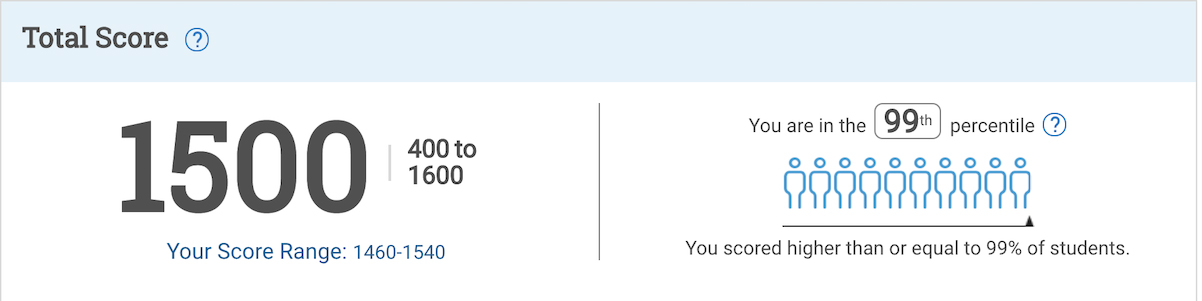 Total Score ?
1500
400 to
1600
Your Score Range: 1460-1540
You are in the 99th percentile ?
You scored higher than or equal to 99% of students.